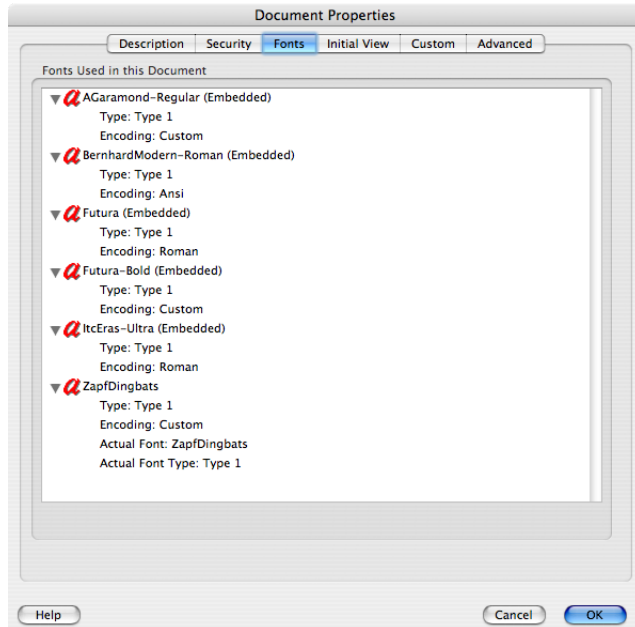 Document Properties
Description Security Fonts Initial View Custom Advanced
Fonts Used in this Document
AGaramond-Regular (Embedded)
Type: Type 1
Encoding: Custom
BernhardModern-Roman (Embedded)
Type: Type 1
Encoding: Ansi
Futura (Embedded)
Type: Type 1
Encoding: Roman
Futura-Bold (Embedded)
Type: Type 1
Encoding: Custom
ItcEras-Ultra (Embedded)
Type: Type 1
Encoding: Roman
ZapfDingbats
Type: Type 1
Encoding: Custom
Actual Font: ZapfDingbats
Actual Font Type: Type 1
Help Cancel OK